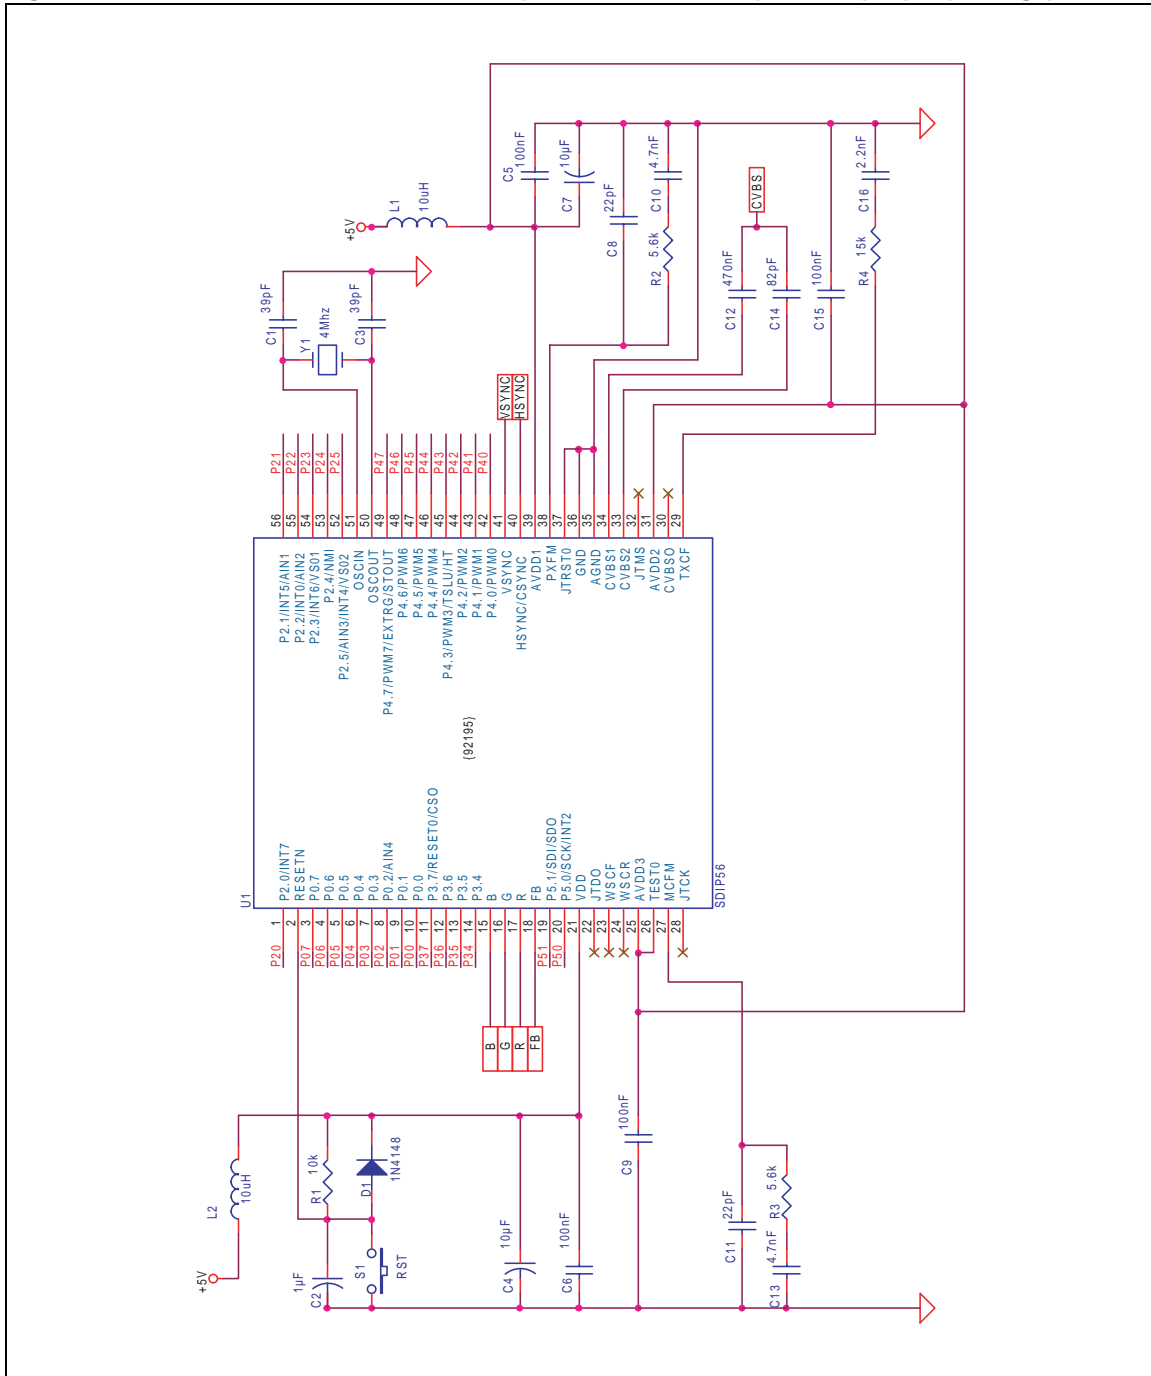 C5
100nF
10µF
C7
22pF
C8
4.7nF
C10
5.6k
R2
CVBS
2.2nF
C16
15k
R4
+5V
L1
10uH
470nF
C12
82pF
C14
100nF
C15
39pF
C1
Y1
4Mhz
39pF
C3
VSYNC
HSYNC
P21
P22
P23
P24
P25
P47
P46
P45
P44
P43
P42
P41
P40
56
55
54
53
52
51
50
49
48
47
46
45
44
43
42
41
40
39
38
37
36
35
34
33
32
31
30
29
P2.1/INT5/AIN1
P2.2/INT0/AIN2
P2.3/INT6/VS01
P2.4/NMI
P2.5/AIN3/INT4/VS02
OSCIN
OSCOUT
P4.7/PWM7/EXTRG/STOUT
P4.6/PWM6
P4.5/PWM5
P4.4/PWM4
P4.3/PWM3/TSLU/HT
P4.2/PWM2
P4.1/PWM1
P4.0/PWM0
VSYNC
HSYNC/CSYNC
AVDD1
PXFM
JTRST0
GND
AGND
CVBS1
CVBS2
JTMS
AVDD2
CVBSO
TXCF
{92195}
U1
P2.0/INT7
RESETN
P0.7
P0.6
P0.5
P0.4
P0.3
P0.2/AIN4
P0.1
P0.0
P3.7/RESET0/CSO
P3.6
P3.5
P3.4
B
G
R
FB
P5.1/SDI/SDO
P5.0/SCK/INT2
VDD
JTDO
WSCF
WSCR
AVDD3
TEST0
MCFM
JTCK
SDIP56
1
2
3
4
5
6
7
8
9
10
11
12
13
14
15
16
17
18
19
20
21
22
23
24
25
26
27
28
P20
P07
P06
P05
P04
P03
P02
P01
P00
P37
P36
P35
P34
P51
P50
B
G
R
FB
L2
10uH
+5V
R1
10k
D1
1N4148
1µF
C2
S1
RST
10µF
C4
100nF
C6
100nF
C9
22pF
C11
5.6k
R3
4.7nF
C13